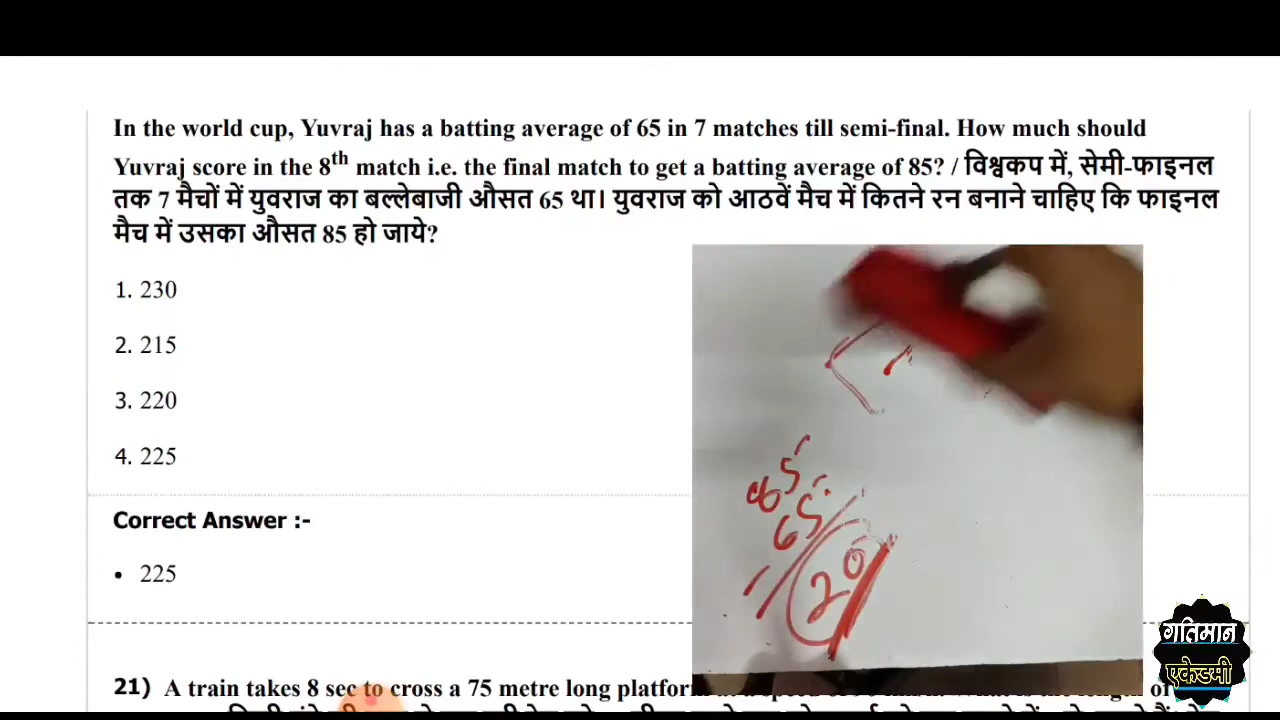 In the world cup, Yuvraj has a batting average of 65 in 7 matches till semi-final. How much should
Yuvraj score in the 8th match i.e. the final match to get a batting average of 85? / विश्वकप में, सेमी-फाइनल
तक 7 मैचों में युवराज का बल्लेबाजी औसत 65 था। युवराज को आठवें मैच में कितने रन बनाने चाहिए कि फाइनल
मैच में उसका औसत 85 हो जाये?
1. 230
2. 215
3. 220
4. 225
85
65
20
Correct Answer :-
• 225
गतिमान
एकेडमी
21) A train takes 8 sec to cross a 75 metre long